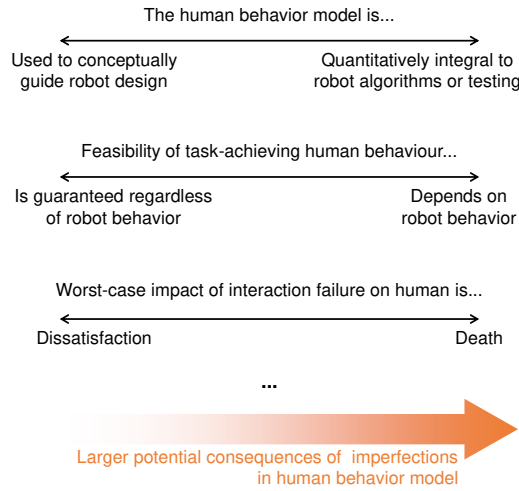 The human behavior model is...
Used to conceptually guide robot design
Quantitatively integral to robot algorithms or testing
Feasibility of task-achieving human behaviour...
Is guaranteed regardless of robot behavior
Depends on robot behavior
Worst-case impact of interaction failure on human is...
Dissatisfaction
Death
...
Larger potential consequences of imperfections
in human behavior model